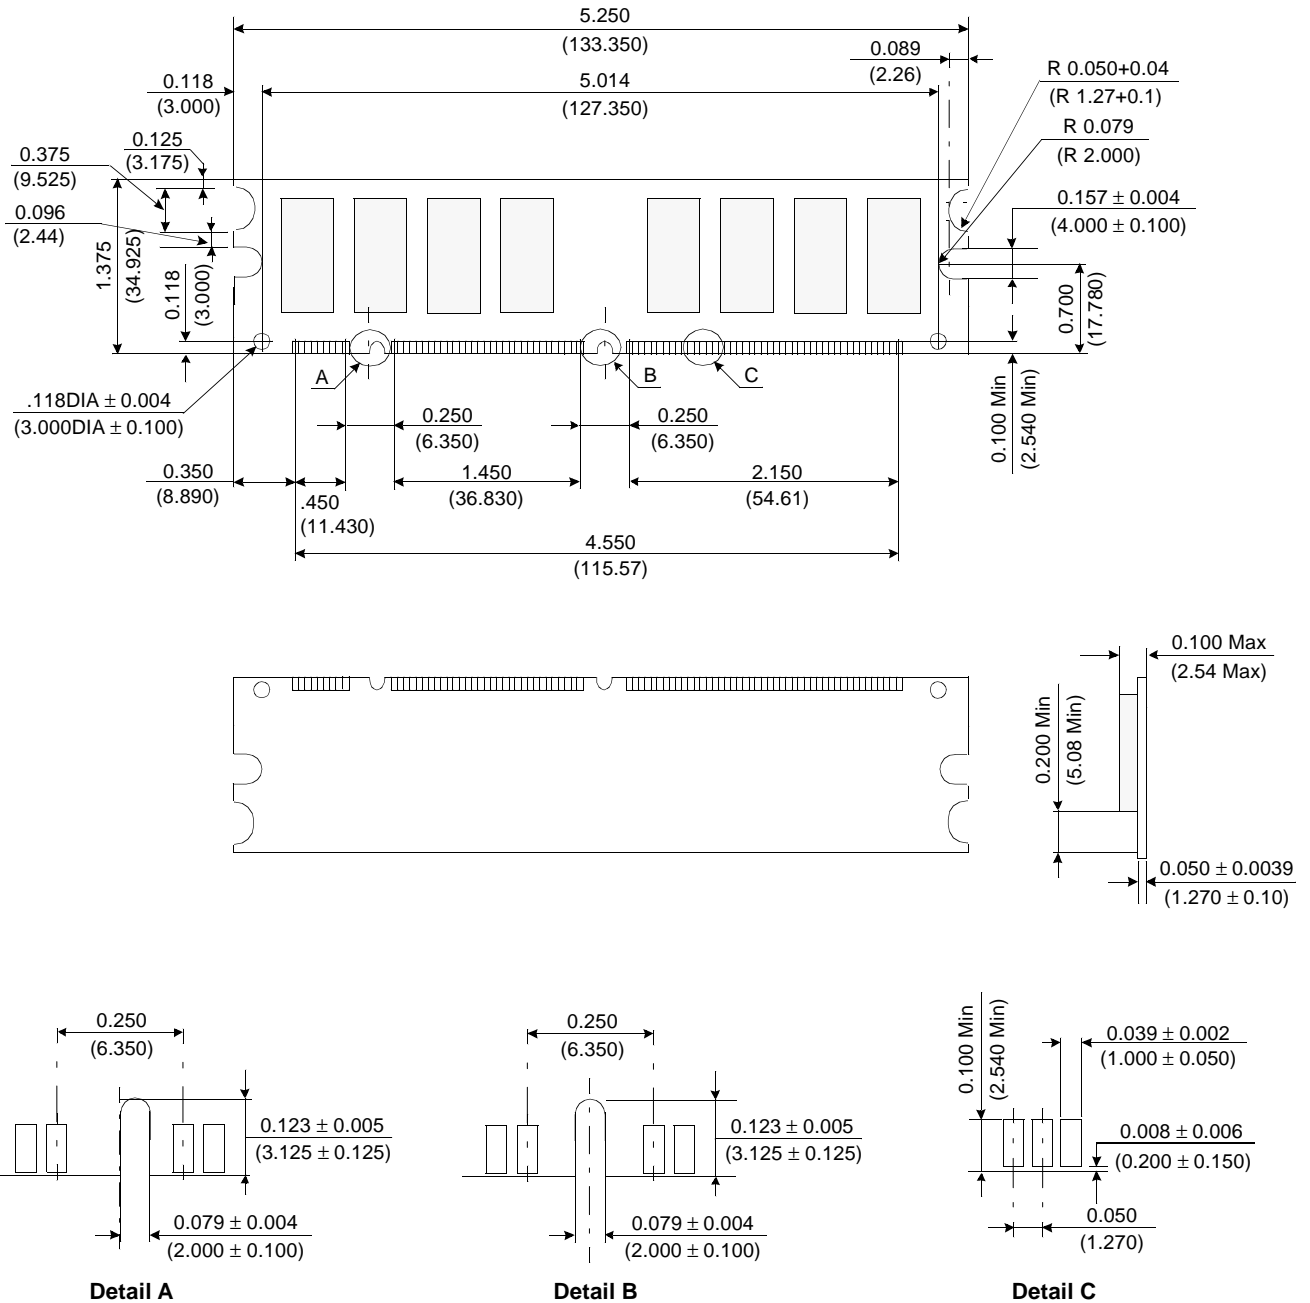 5.250
(133.350)
0.089
(2.26)
R 0.050+0.04
(R 1.27+0.1)
0.118
(3.000)
5.014
(127.350)
R 0.079
(R 2.000)
0.125
(3.175)
0.375
(9.525)
0.157 ± 0.004
(4.000 ± 0.100)
0.096
(2.44)
1.375
(34.925)
0.118
(3.000)
0.700
(17.780)
A
B
C
.118DIA ± 0.004
(3.000DIA ± 0.100)
0.250
(6.350)
0.250
(6.350)
0.100 Min
(2.540 Min)
0.350
(8.890)
.450
(11.430)
1.450
(36.830)
2.150
(54.61)
4.550
(115.57)
0.100 Max
(2.54 Max)
0.200 Min
(5.08 Min)
0.050 ± 0.0039
(1.270 ± 0.10)
0.250
(6.350)
0.123 ± 0.005
(3.125 ± 0.125)
0.079 ± 0.004
(2.000 ± 0.100)
Detail A
0.250
(6.350)
0.123 ± 0.005
(3.125 ± 0.125)
0.079 ± 0.004
(2.000 ± 0.100)
Detail B
0.100 Min
(2.540 Min)
0.039 ± 0.002
(1.000 ± 0.050)
0.008 ± 0.006
(0.200 ± 0.150)
0.050
(1.270)
Detail C